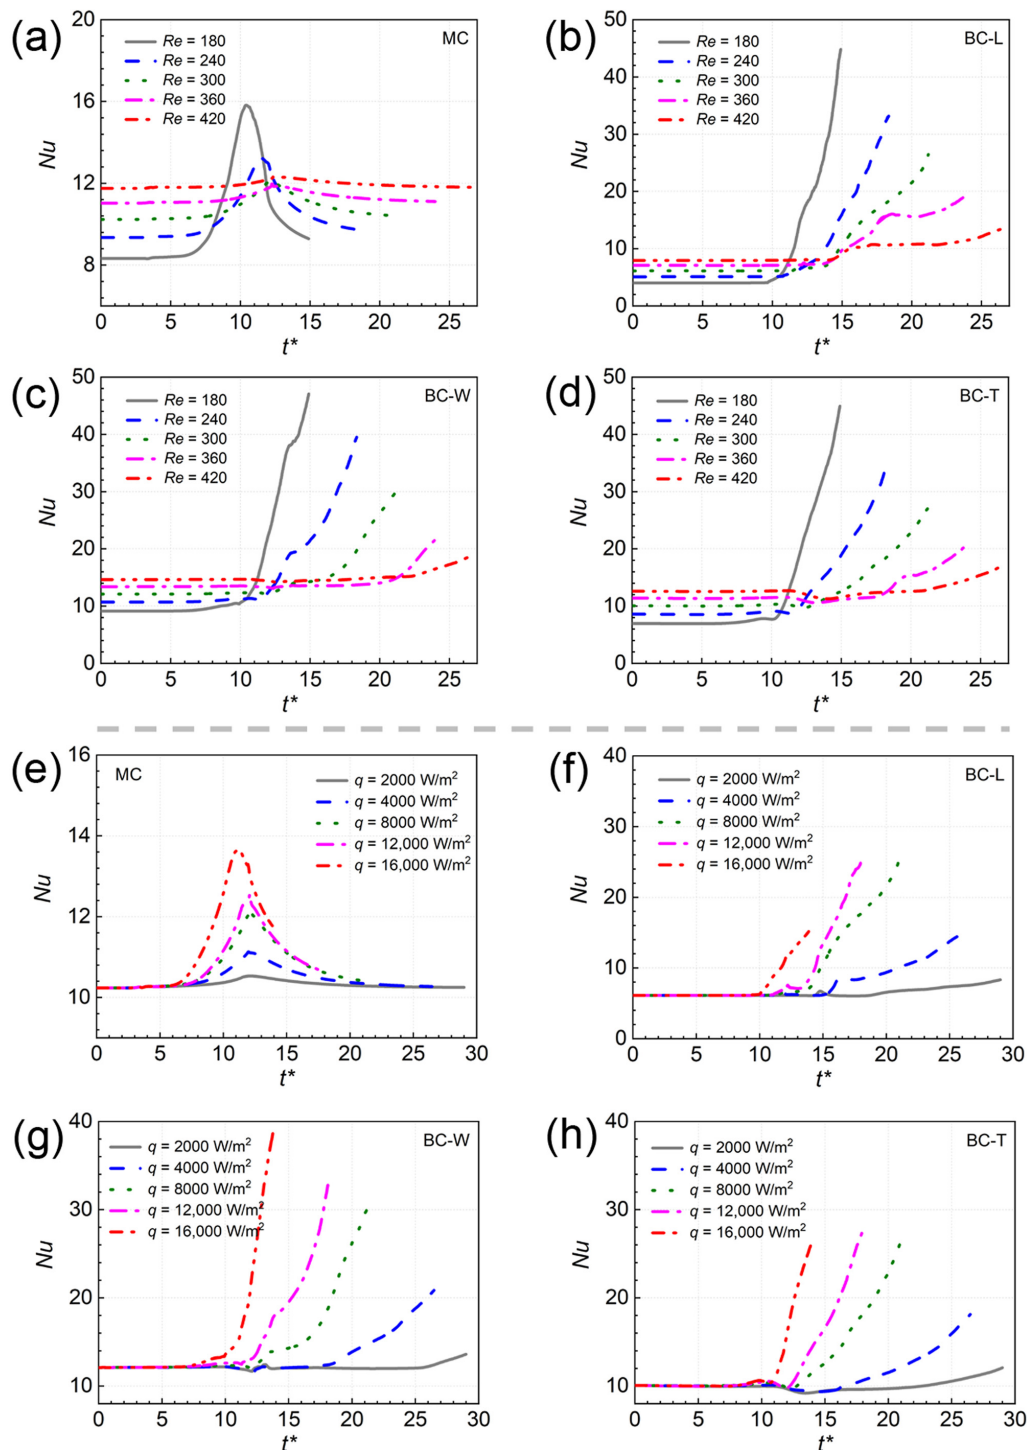 (a)
MC
Re = 180
Re = 240
Re = 300
Re = 360
Re = 420
Nu
20
16
12
8
0 5 10 15 20 25
t*
(b)
BC-L
Re = 180
Re = 240
Re = 300
Re = 360
Re = 420
Nu
50
40
30
20
10
0
0 5 10 15 20 25
t*
(c)
BC-W
Re = 180
Re = 240
Re = 300
Re = 360
Re = 420
Nu
50
40
30
20
10
0
0 5 10 15 20 25
t*
(d)
BC-T
Re = 180
Re = 240
Re = 300
Re = 360
Re = 420
Nu
50
40
30
20
10
0
0 5 10 15 20 25
t*
(e)
MC
q = 2000 W/m²
q = 4000 W/m²
q = 8000 W/m²
q = 12,000 W/m²
q = 16,000 W/m²
Nu
16
14
12
10
0 5 10 15 20 25 30
t*
(f)
BC-L
q = 2000 W/m²
q = 4000 W/m²
q = 8000 W/m²
q = 12,000 W/m²
q = 16,000 W/m²
Nu
40
30
20
10
0
0 5 10 15 20 25 30
t*
(g)
BC-W
q = 2000 W/m²
q = 4000 W/m²
q = 8000 W/m²
q = 12,000 W/m²
q = 16,000 W/m²
Nu
40
30
20
10
0 5 10 15 20 25 30
t*
(h)
BC-T
q = 2000 W/m²
q = 4000 W/m²
q = 8000 W/m²
q = 12,000 W/m²
q = 16,000 W/m²
Nu
40
30
20
10
0 5 10 15 20 25 30
t*